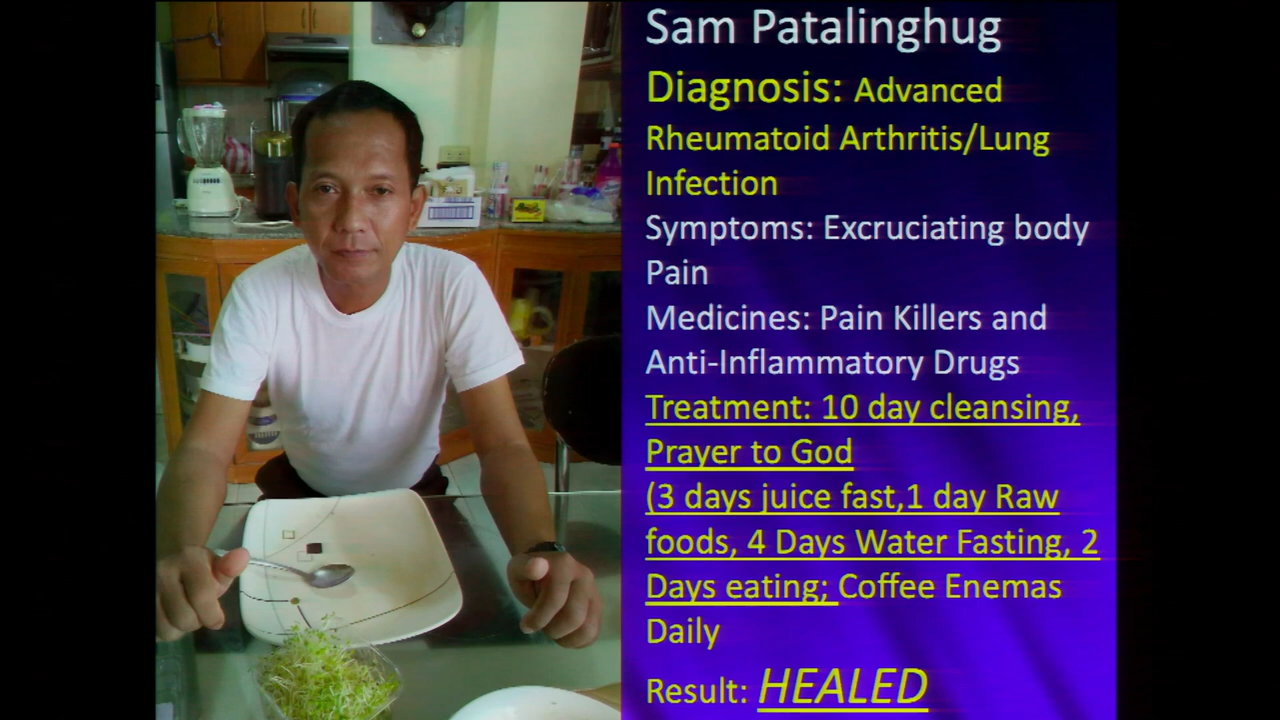 Sam Patalinghug
Diagnosis: Advanced
Rheumatoid Arthritis/Lung
Infection
Symptoms: Excruciating body
Pain
Medicines: Pain Killers and
Anti-Inflammatory Drugs
Treatment: 10 day cleansing,
Prayer to God
(3 days juice fast,1 day Raw
foods, 4 Days Water Fasting, 2
Days eating; Coffee Enemas
Daily
Result: HEALED